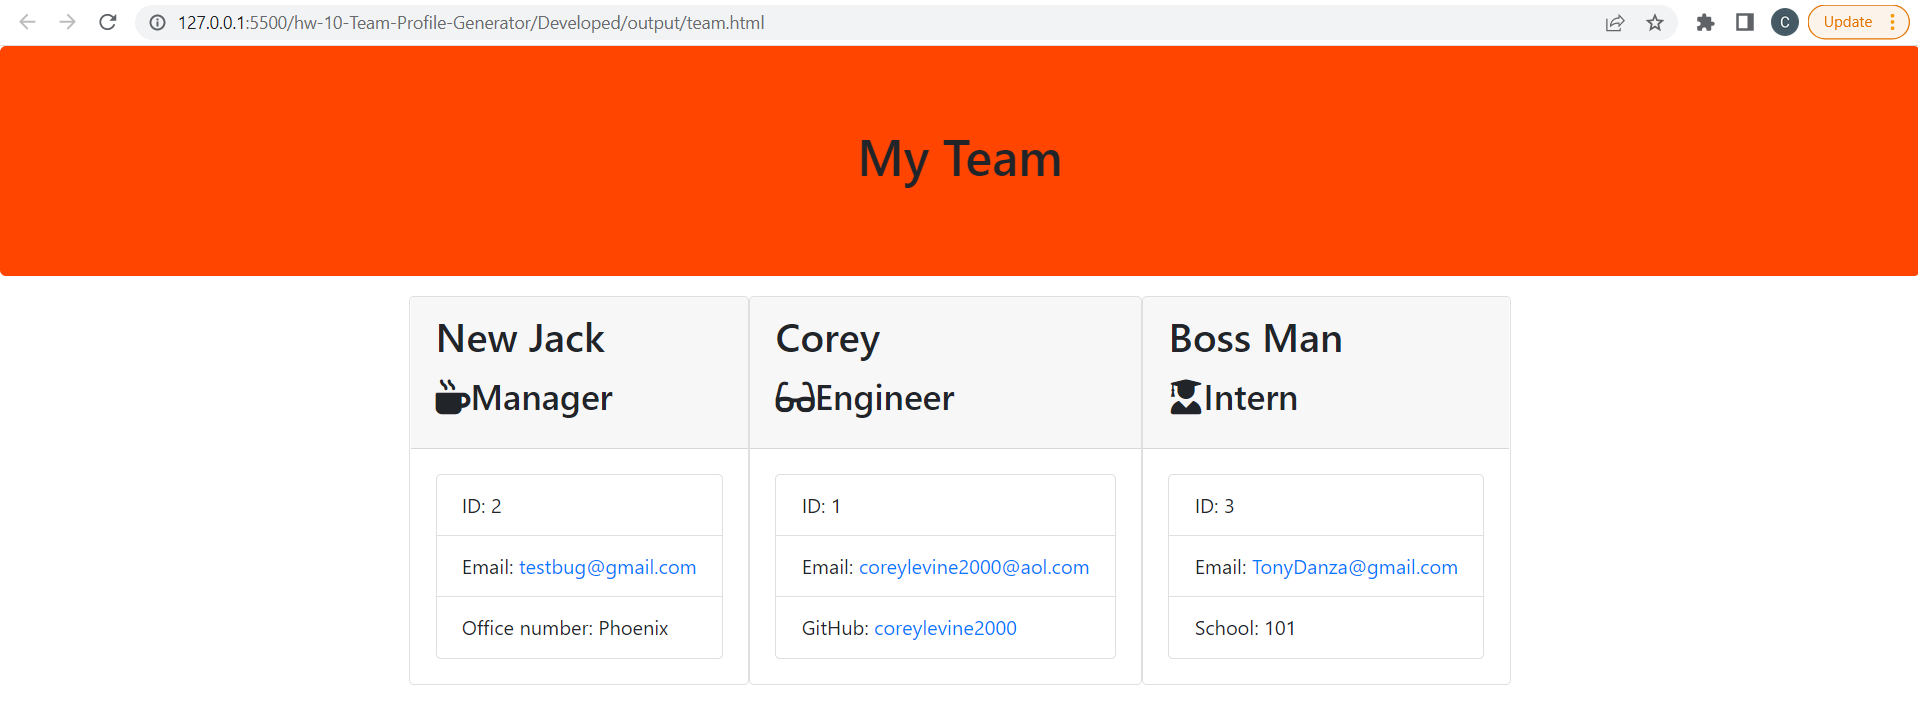 127.0.0.1:5500/hw-10-Team-Profile-Generator/Developed/output/team.html
C
Update
My Team
New Jack
Manager
ID: 2
Email: testbug@gmail.com
Office number: Phoenix
Corey
Engineer
ID: 1
Email: coreylevine2000@aol.com
GitHub: coreylevine2000
Boss Man
Intern
ID: 3
Email: TonyDanza@gmail.com
School: 101